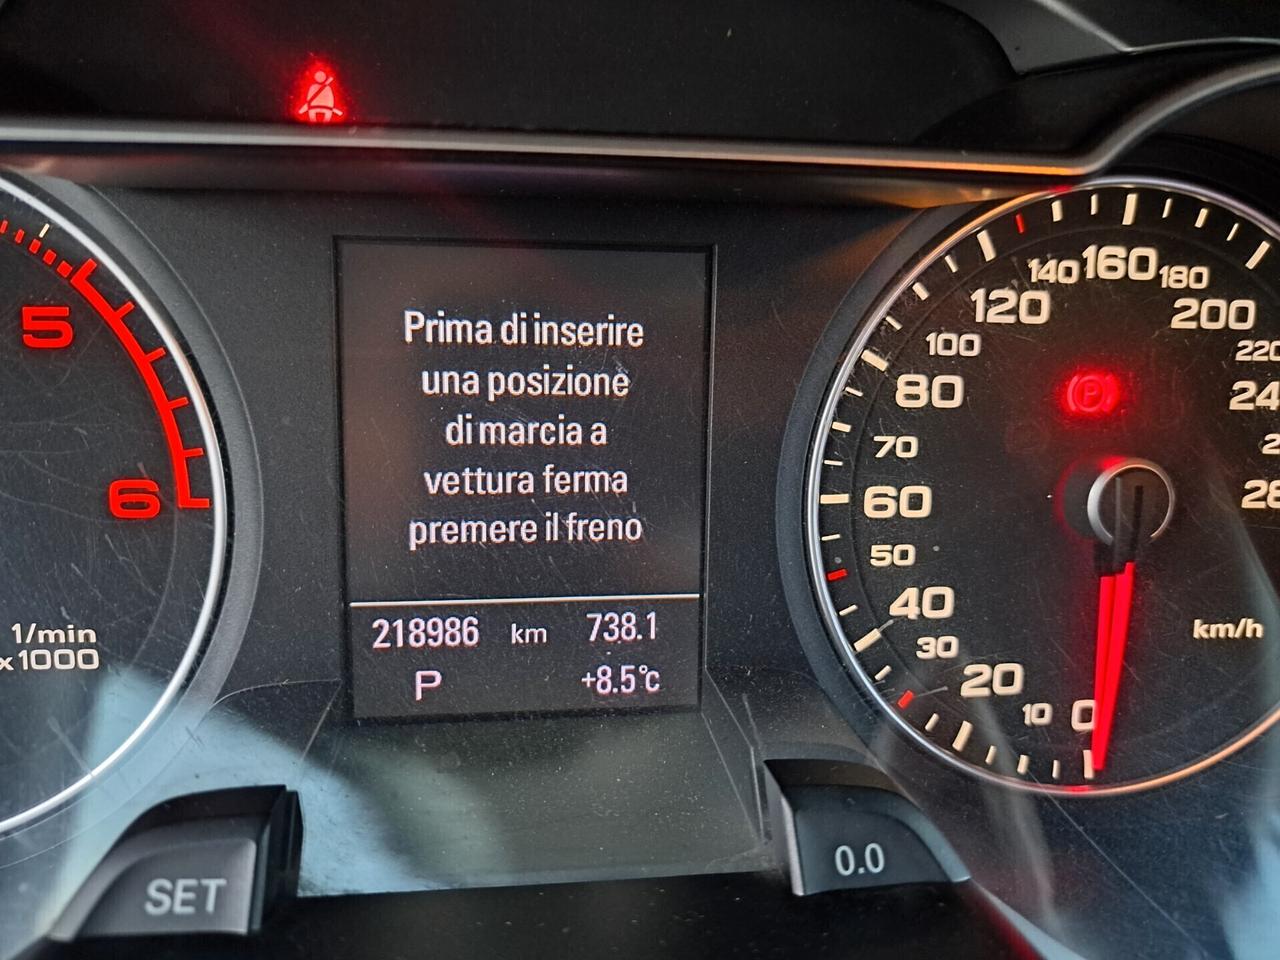 Prima di inserire
una posizione
di marcia a
vettura ferma
premere il freno
218986 km 738.1
P +8.5°C
5
6
1/min
x1000
SET
0.0
0
10
20
30
40
50
60
70
80
100
120
140
160
180
200
220
km/h
P